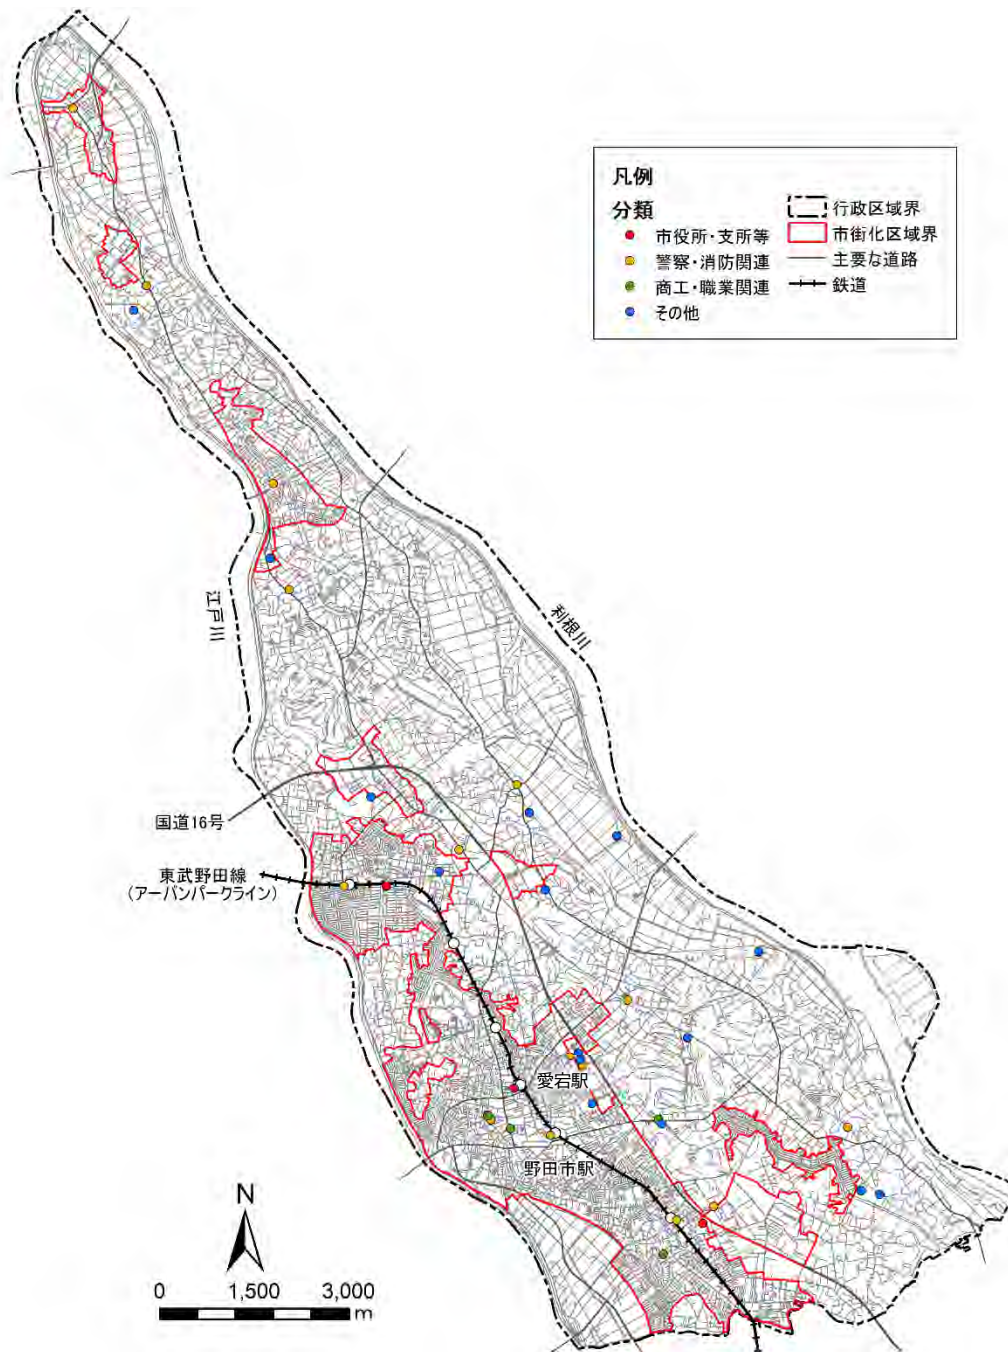 凡例
分類
市役所・支所等
警察・消防関連
商工・職業関連
その他
行政区域界
市街化区域界
主要な道路
鉄道
江戸川
利根川
国道16号
東武野田線
(アーバンパークライン)
愛宕駅
野田市駅
N
0 1,500 3,000
m